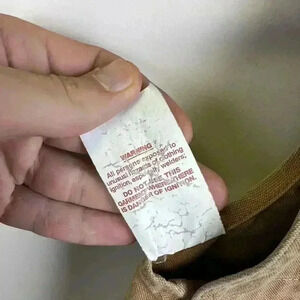 WARNING
All persons exposed to
unusual hazards of clothing
ignition, especially welders;
DO NOT USE THIS
GARMENT WHERE THERE
IS DANGER OF IGNITION.